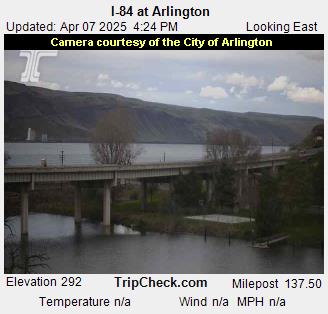 I-84 at Arlington
Updated: Apr 07 2025 4:24 PM Looking East
Camera courtesy of the City of Arlington
Elevation 292 TripCheck.com Milepost 137.50
Temperature n/a Wind n/a MPH n/a